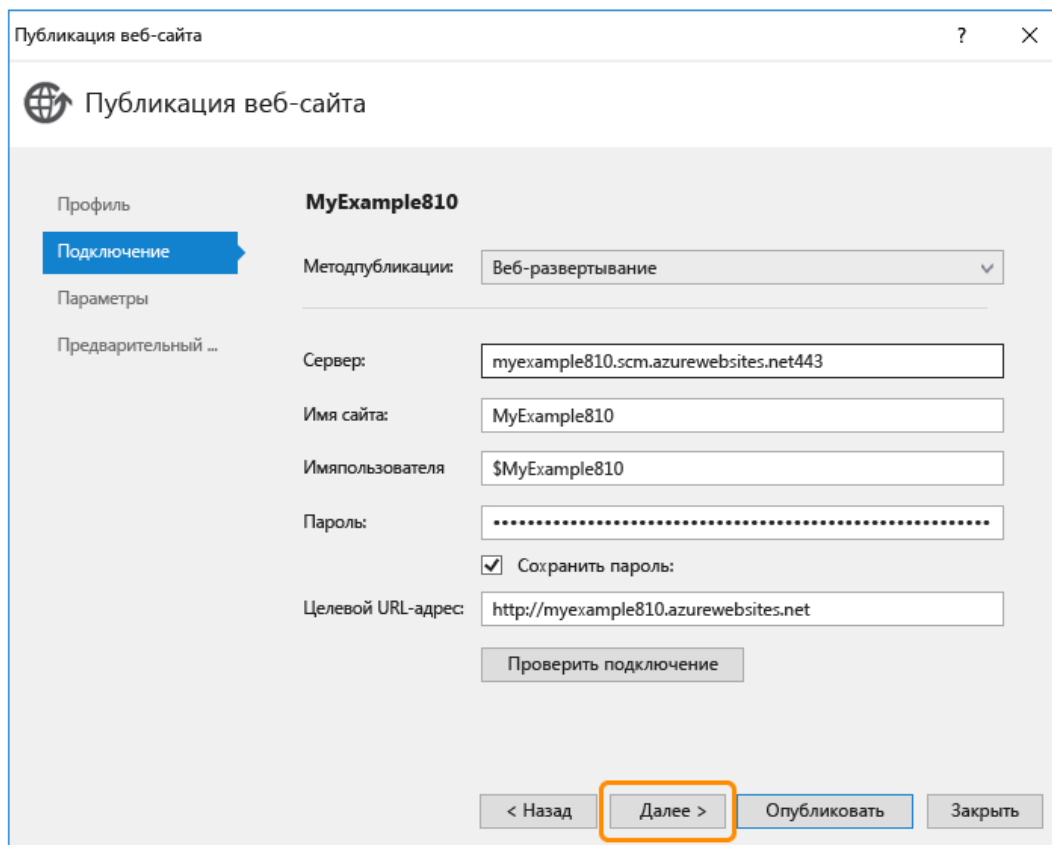 Публикация веб-сайта ? ×
Публикация веб-сайта
Профиль
Подключение
Параметры
Предварительный ...
MyExample810
Методпубликации: Веб-развертывание
Сервер: myexample810.scm.azurewebsites.net443
Имя сайта: MyExample810
Имяпользователя $MyExample810
Пароль: ••••••••••••••••••••••••••••••••••••••••••••••••••••••••••••
Сохранить пароль:
Целевой URL-адрес: http://myexample810.azurewebsites.net
Проверить подключение
< Назад Далее > Опубликовать Закрыть